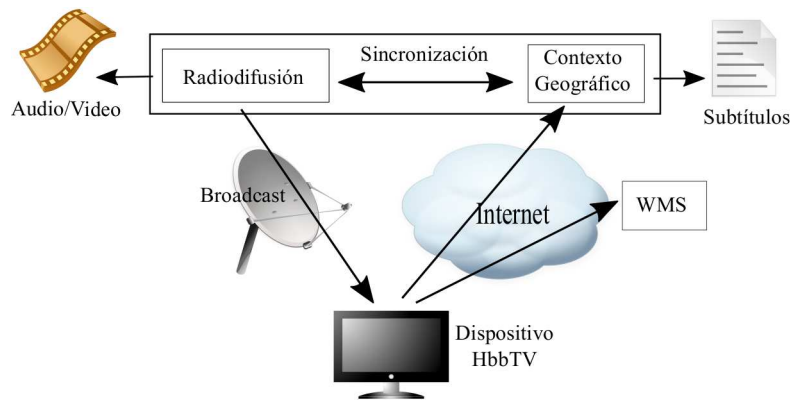 Sincronización
Radiodifusión
Contexto
Geográfico
Audio/Video
Subtítulos
Broadcast
Internet
WMS
Dispositivo
HbbTV